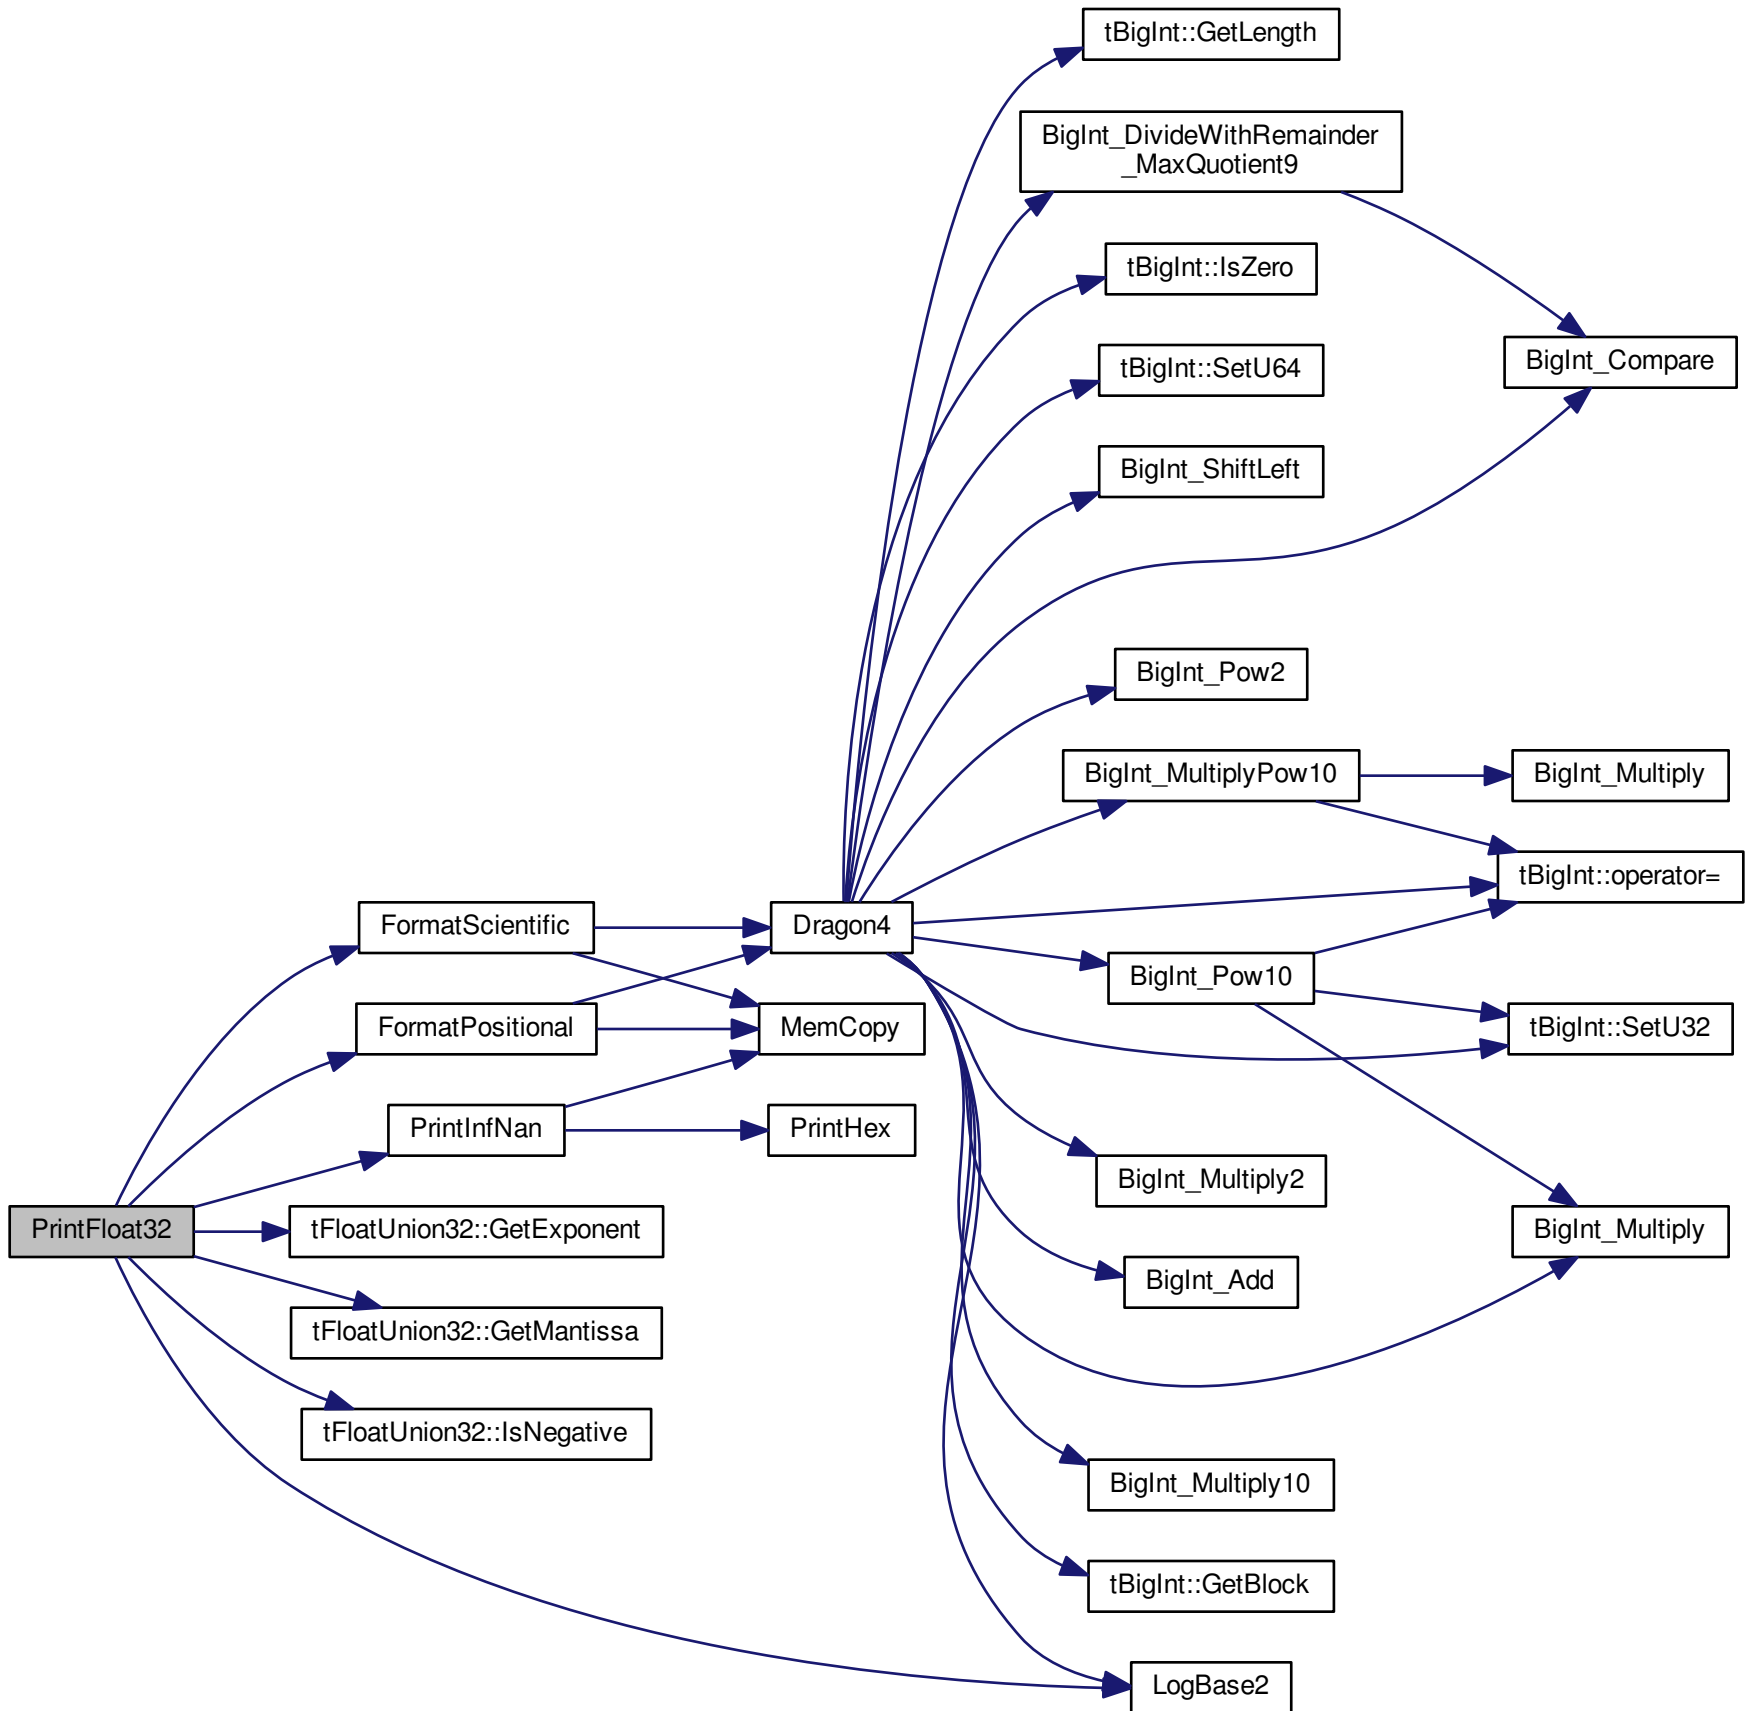 tBigInt::GetLength
BigInt_DivideWithRemainder
_MaxQuotient9
tBigInt::IsZero
BigInt_Compare
tBigInt::SetU64
BigInt_ShiftLeft
BigInt_Pow2
BigInt_MultiplyPow10
BigInt_Multiply
tBigInt::operator=
FormatScientific
Dragon4
BigInt_Pow10
FormatPositional
MemCopy
tBigInt::SetU32
PrintInfNan
PrintHex
BigInt_Multiply2
PrintFloat32
tFloatUnion32::GetExponent
BigInt_Multiply
BigInt_Add
tFloatUnion32::GetMantissa
tFloatUnion32::IsNegative
BigInt_Multiply10
tBigInt::GetBlock
LogBase2